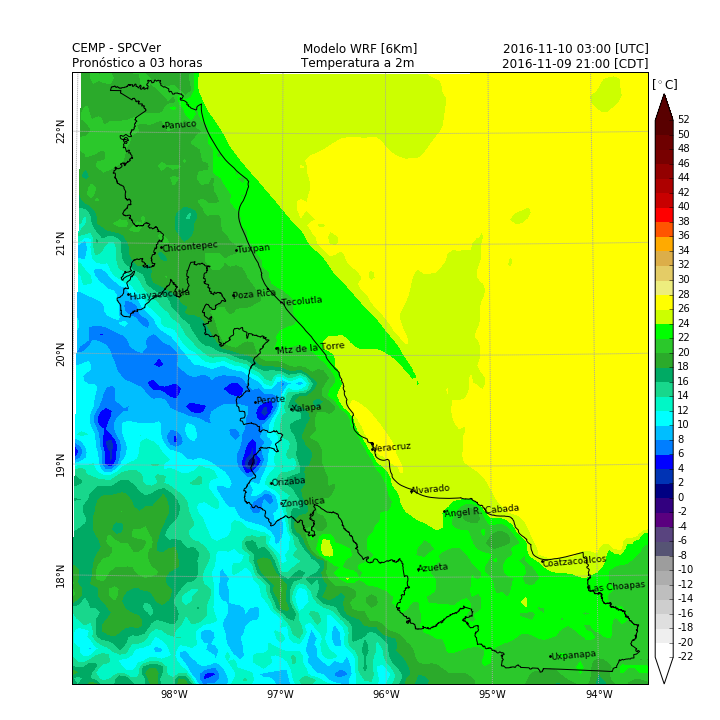 CEMP - SPCVer Modelo WRF [6Km] 2016-11-10 03:00 [UTC]
Pronóstico a 03 horas Temperatura a 2m 2016-11-09 21:00 [CDT]
[°C]
52
50
48
46
44
42
40
38
36
34
32
30
28
26
24
22
20
18
16
14
12
10
8
6
4
2
0
-2
-4
-6
-8
-10
-12
-14
-16
-18
-20
-22
22°N
21°N
20°N
19°N
18°N
Panuco
Chicontepec
Tuxpan
Huayacocotla
Poza Rica
Tecolutla
Mtz de la Torre
Perote
Xalapa
Veracruz
Orizaba
Alvarado
Zongolica
Angel R. Cabada
Azueta
Coatzacoalcos
Las Choapas
Uxpanapa
98°W 97°W 96°W 95°W 94°W